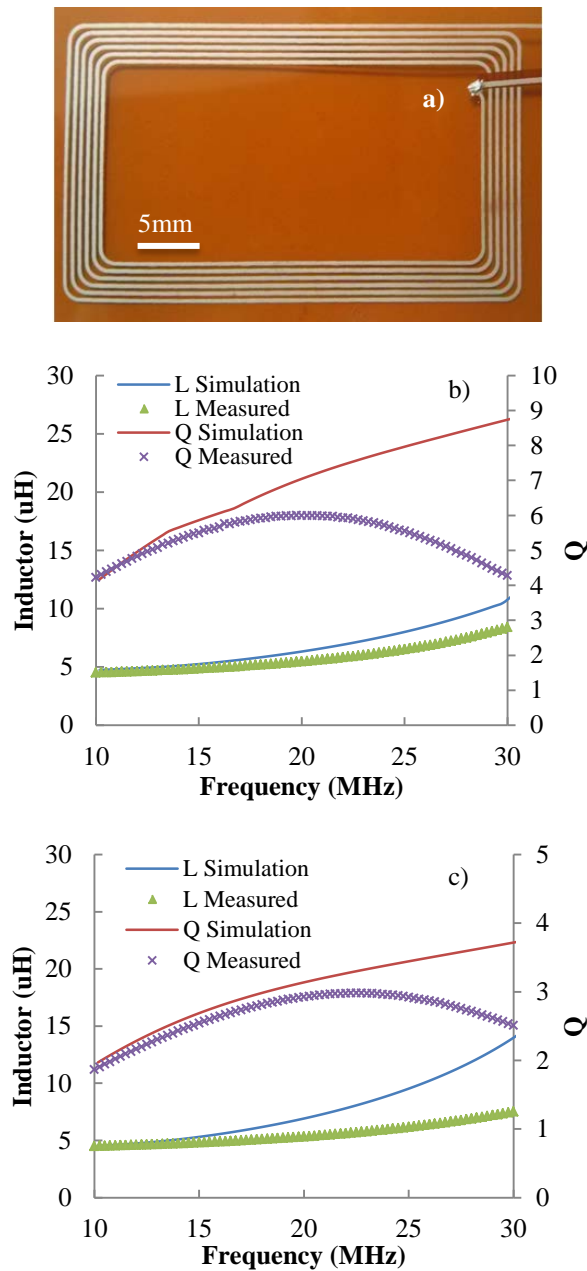 a)
5mm
b)
L Simulation
L Measured
Q Simulation
Q Measured
30
25
20
15
10
5
0
Inductor (uH)
10
9
8
7
6
5
4
3
2
1
0
Q
10
15
20
25
30
Frequency (MHz)
c)
L Simulation
L Measured
Q Simulation
Q Measured
30
25
20
15
10
5
0
Inductor (uH)
5
4
3
2
1
0
Q
10
15
20
25
30
Frequency (MHz)